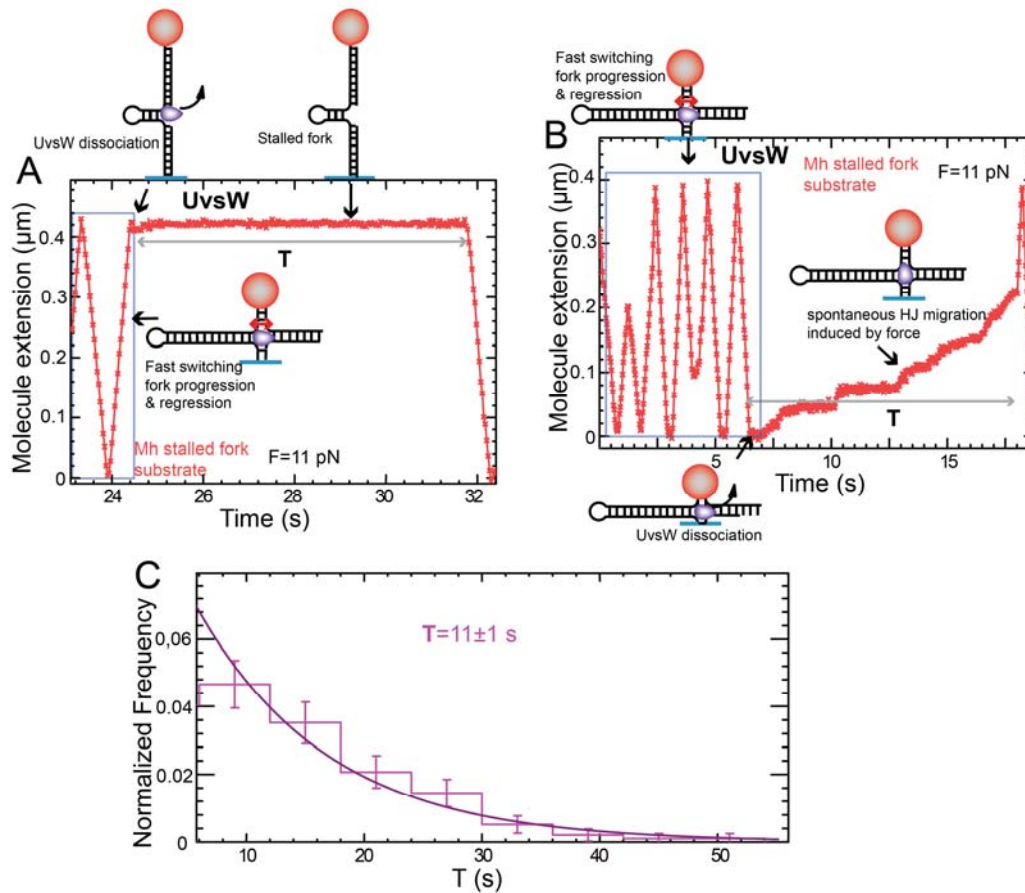 A
UvsW dissociation
Stalled fork
UvsW
T
Fast switching
fork progression
& regression
Mh stalled fork
substrate
F=11 pN
Molecule extension (µm)
0.4
0.3
0.2
0.1
0
24
26
28
30
32
Time (s)
B
Fast switching
fork progression
& regression
UvsW
Mh stalled fork
substrate
F=11 pN
spontaneous HJ migration
induced by force
T
Molecule extension (µm)
0.4
0.3
0.2
0.1
0
2.5
5
7.5
10
15
Time (s)
UvsW dissociation
C
T=11±1 s
Normalized Frequency
0,06
0.04
0.02
0
10
20
30
40
50
T (s)